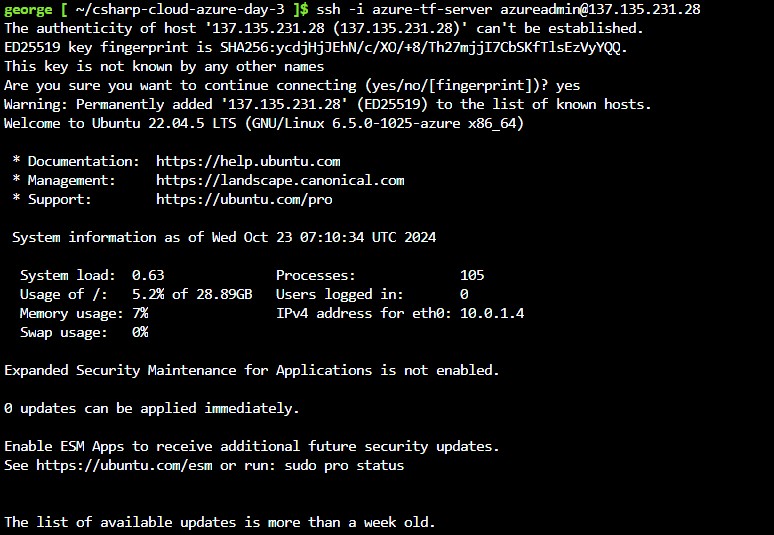 george [ ~/csharp-cloud-azure-day-3 ]$ ssh -i azure-tf-server azureadmin@137.135.231.28
The authenticity of host '137.135.231.28 (137.135.231.28)' can't be established.
ED25519 key fingerprint is SHA256:ycdjHjJEhN/c/XO/+8/Th27mjjI7CbSKfTlsEzVyYQQ.
This key is not known by any other names
Are you sure you want to continue connecting (yes/no/[fingerprint])? yes
Warning: Permanently added '137.135.231.28' (ED25519) to the list of known hosts.
Welcome to Ubuntu 22.04.5 LTS (GNU/Linux 6.5.0-1025-azure x86_64)

 * Documentation:  https://help.ubuntu.com
 * Management:     https://landscape.canonical.com
 * Support:        https://ubuntu.com/pro

 System information as of Wed Oct 23 07:10:34 UTC 2024

  System load:  0.63              Processes:             105
  Usage of /:   5.2% of 28.89GB   Users logged in:       0
  Memory usage: 7%                IPv4 address for eth0: 10.0.1.4
  Swap usage:   0%

Expanded Security Maintenance for Applications is not enabled.

0 updates can be applied immediately.

Enable ESM Apps to receive additional future security updates.
See https://ubuntu.com/esm or run: sudo pro status


The list of available updates is more than a week old.